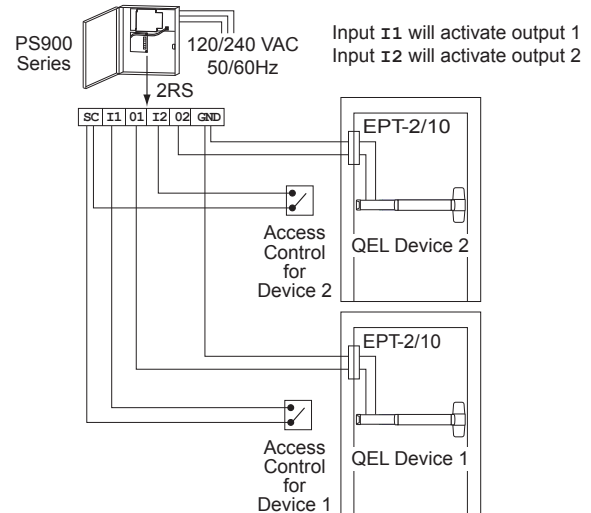 PS900
Series
120/240 VAC
50/60Hz
Input I1 will activate output 1
Input I2 will activate output 2
2RS
SC I1 01 I2 02 GND
EPT-2/10
Access
Control
for
Device 2
QEL Device 2
EPT-2/10
Access
Control
for
Device 1
QEL Device 1